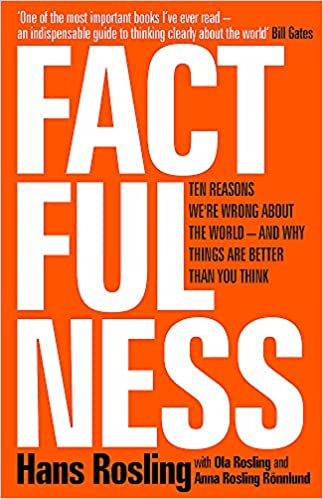 'One of the most important books I've ever read –
an indispensable guide to thinking clearly about the world' Bill Gates
FACT
FUL
NESS
TEN REASONS
WE'RE WRONG ABOUT
THE WORLD – AND WHY
THINGS ARE BETTER
THAN YOU THINK
Hans Rosling
with Ola Rosling and
Anna Rosling Rönnlund